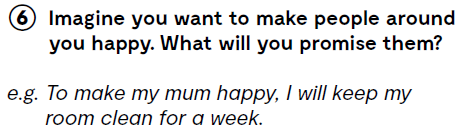 6 Imagine you want to make people around
you happy. What will you promise them?
e.g. To make my mum happy, I will keep my
room clean for a week.